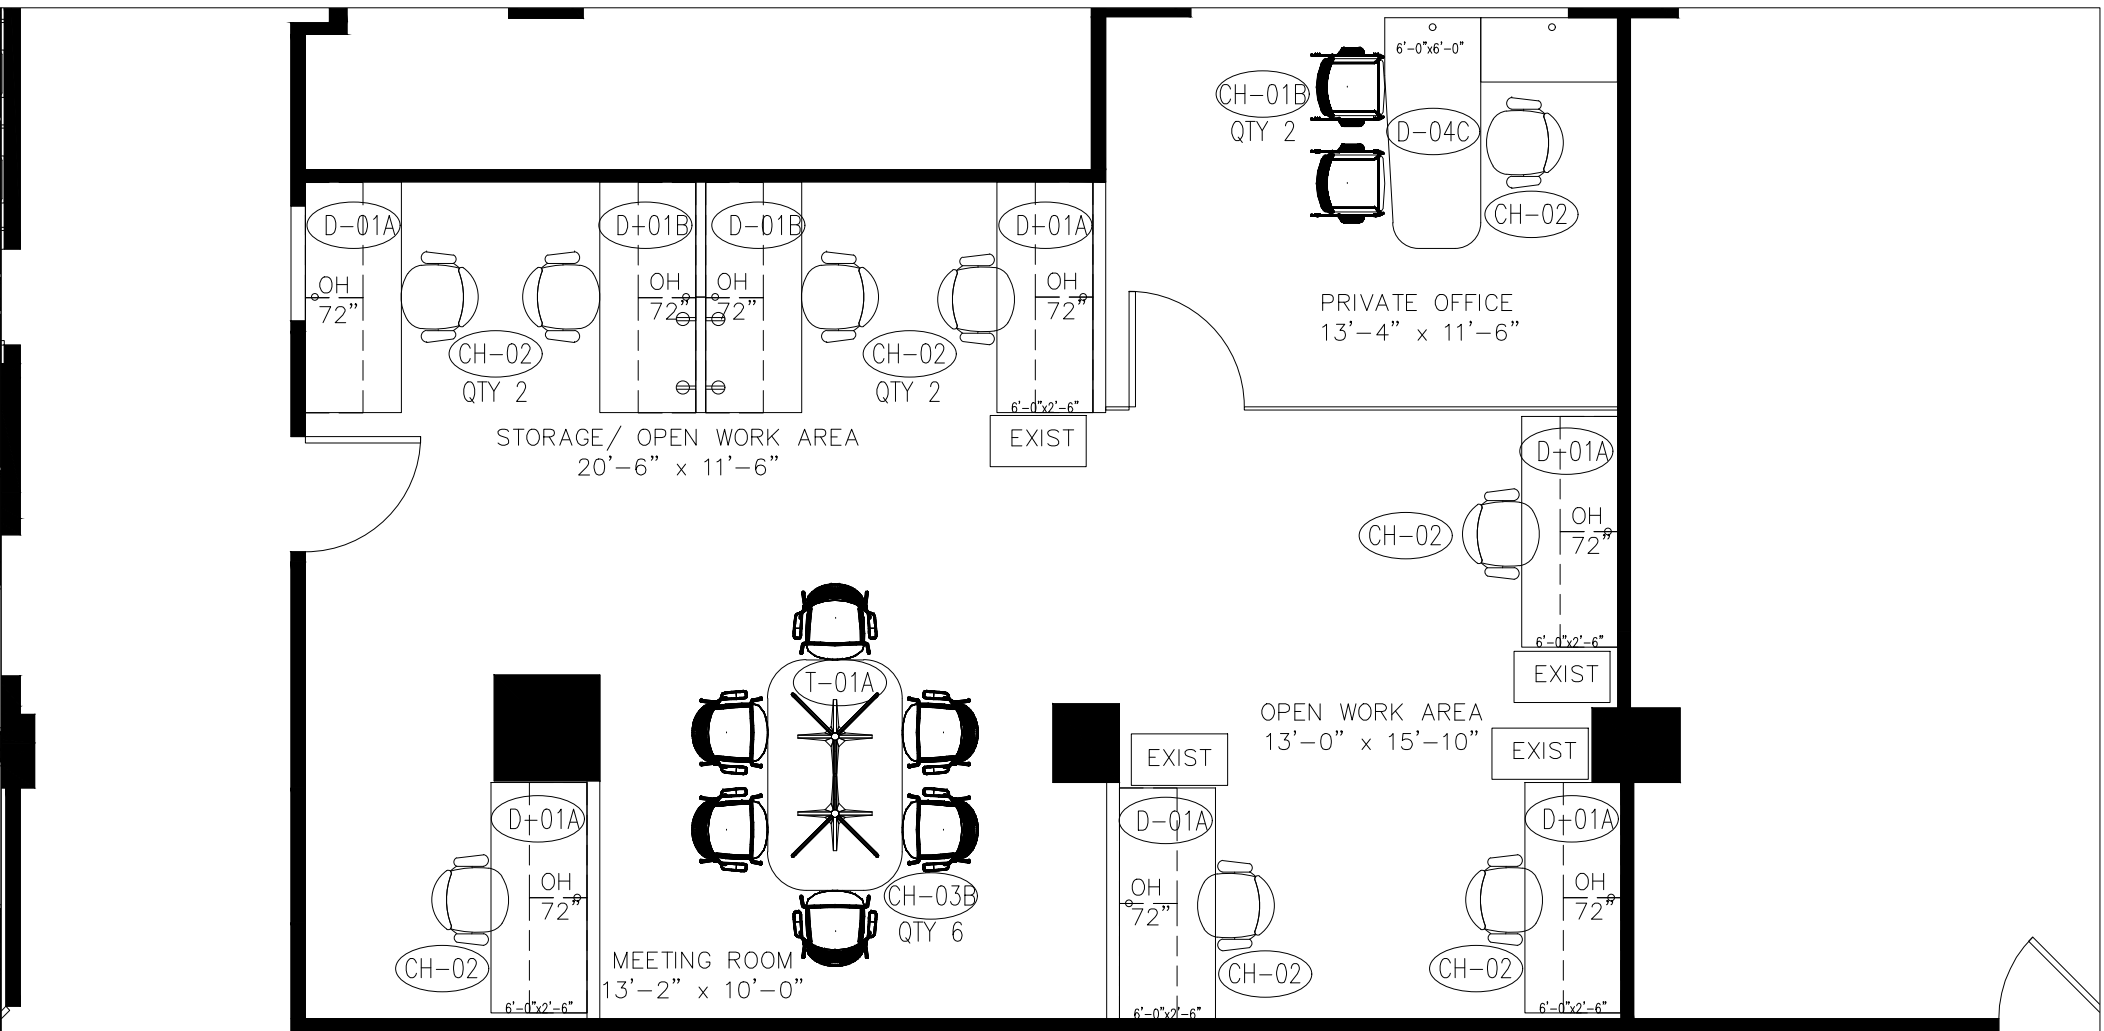 6'-0"x6'-0"
CH-01B
QTY 2
D-04C
CH-02
PRIVATE OFFICE
13'-4" x 11'-6"
D-01A
OH
72"
D-01B
OH
72"
D-01B
OH
72"
D-01A
OH
72"
CH-02
QTY 2
CH-02
QTY 2
6'-0"x2'-6"
EXIST
STORAGE/ OPEN WORK AREA
20'-6" x 11'-6"
D-01A
CH-02
OH
72"
6'-0"x2'-6"
EXIST
T-01A
OPEN WORK AREA
13'-0" x 15'-10"
EXIST
EXIST
D-01A
OH
72"
CH-02
6'-0"x2'-6"
CH-03B
QTY 6
MEETING ROOM
13'-2" x 10'-0"
D-01A
OH
72"
CH-02
6'-0"x2'-6"
D-01A
OH
72"
CH-02
6'-0"x2'-6"